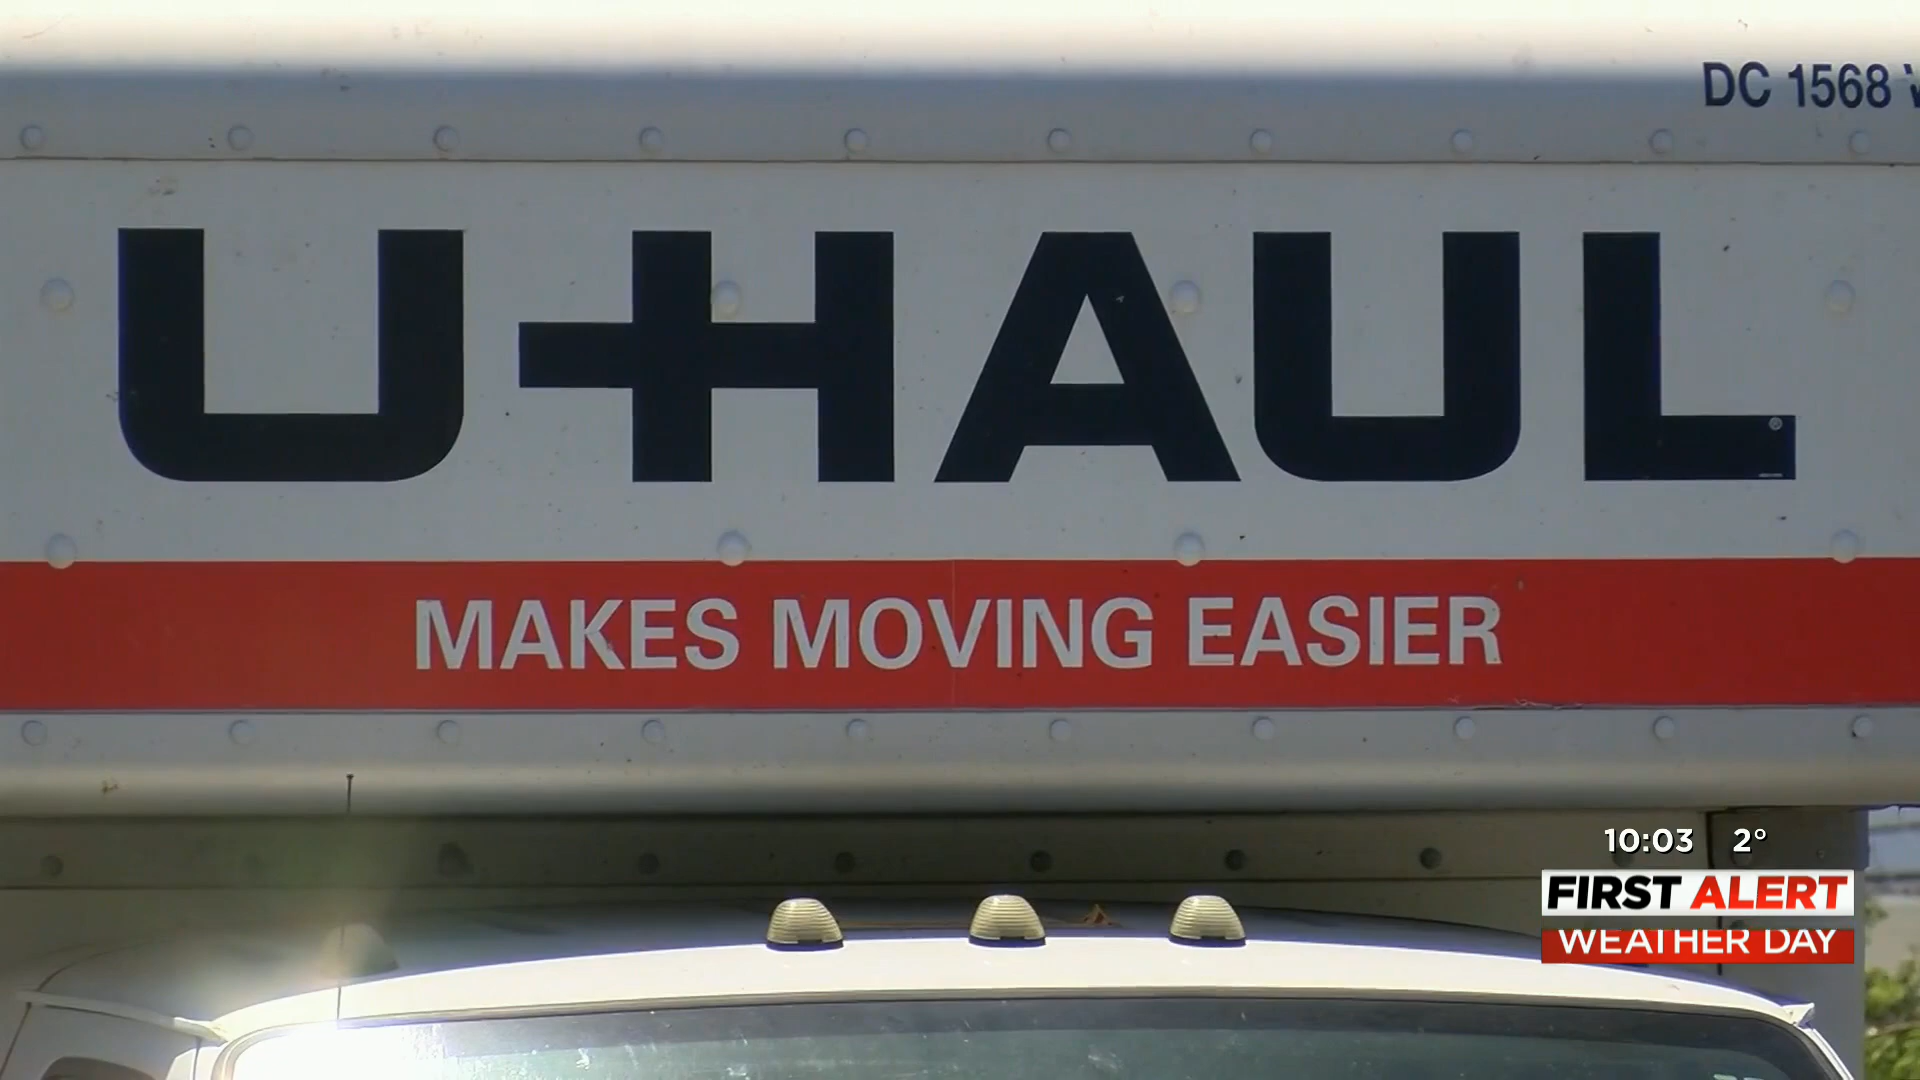 DC 1568
U-HAUL
MAKES MOVING EASIER
10:03 2°
FIRST ALERT
WEATHER DAY